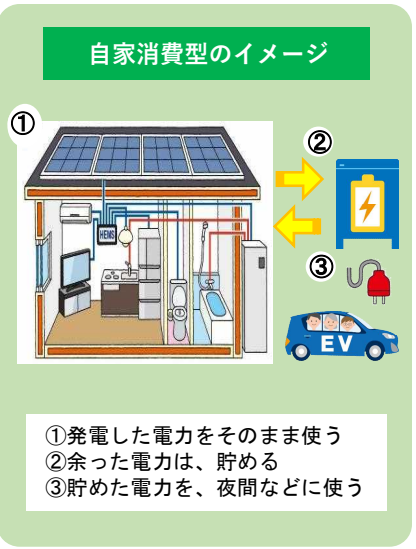 自家消費型のイメージ
①
②
HEMS
③
EV
①発電した電力をそのまま使う
②余った電力は、貯める
③貯めた電力を、夜間などに使う